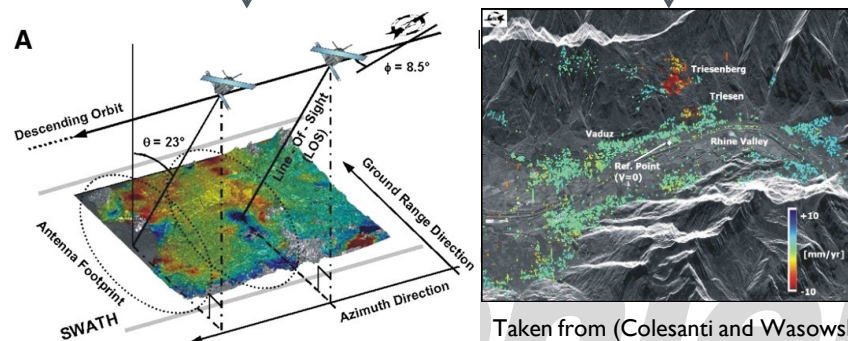 A
ϕ = 8.5°
Descending Orbit
θ = 23°
Line - Of - Sight
(LOS)
Ground Range Direction
Antenna Footprint
SWATH
Azimuth Direction
Triesenberg
Triesen
Vaduz
Rhine Valley
Ref. Point
(V=0)
+10
[mm/yr]
-10
Taken from (Colesanti and